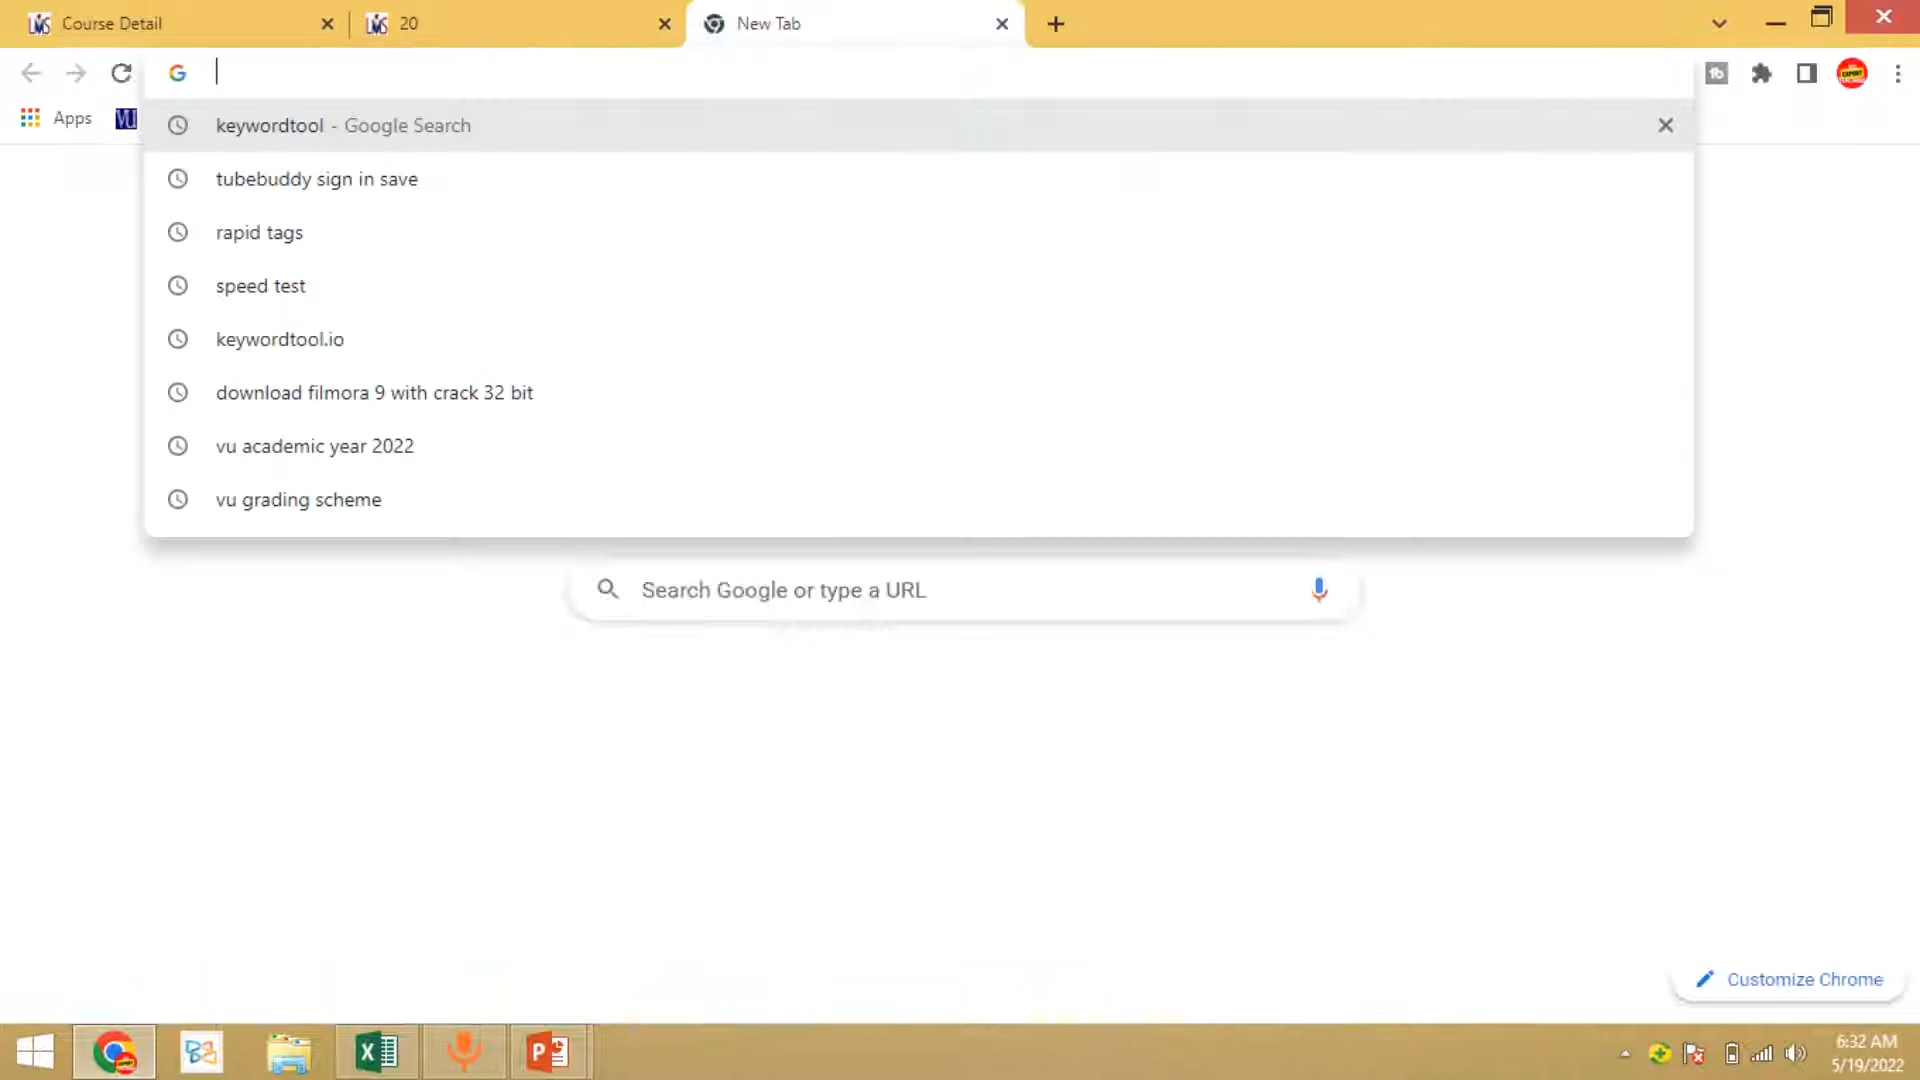 Course Detail
20
New Tab
Apps
VU
keywordtool - Google Search
tubebuddy sign in save
rapid tags
speed test
keywordtool.io
download filmora 9 with crack 32 bit
vu academic year 2022
vu grading scheme
Search Google or type a URL
Customize Chrome
6:32 AM
5/19/2022